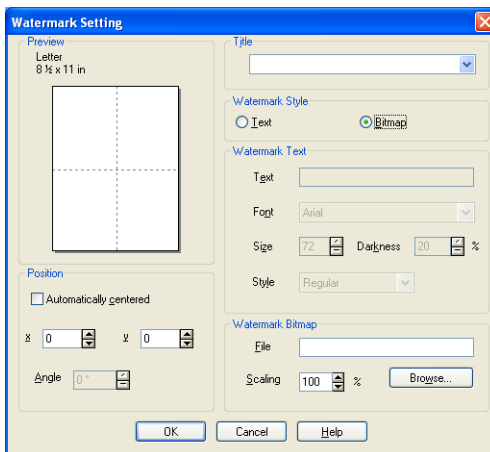 Watermark Setting
Preview
Letter
8 ½ x 11 in
Title
Watermark Style
Text
Bitmap
Watermark Text
Text
Font
Arial
Size
72
Darkness
20
%
Style
Regular
Position
Automatically centered
x
0
y
0
Angle
0 °
Watermark Bitmap
File
Scaling
100
%
Browse...
OK
Cancel
Help